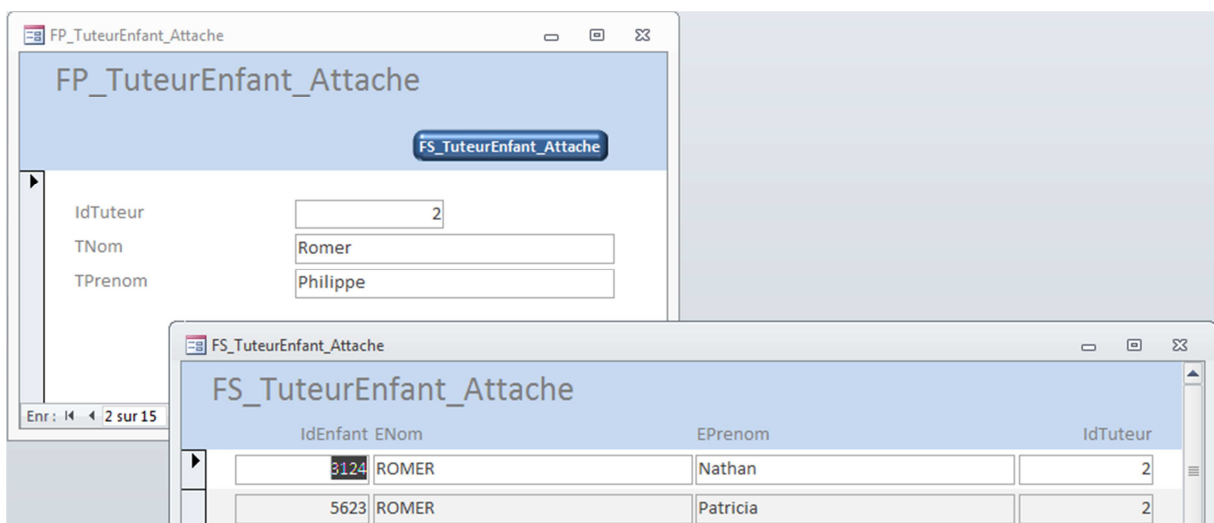 FP_TuteurEnfant_Attache
FP_TuteurEnfant_Attache
FS_TuteurEnfant_Attache
IdTuteur 2
TNom Romer
TPrenom Philippe
FS_TuteurEnfant_Attache
FS_TuteurEnfant_Attache
Enr : 2 sur 15
IdEnfant ENom EPrenom IdTuteur
3124 ROMER Nathan 2
5623 ROMER Patricia 2